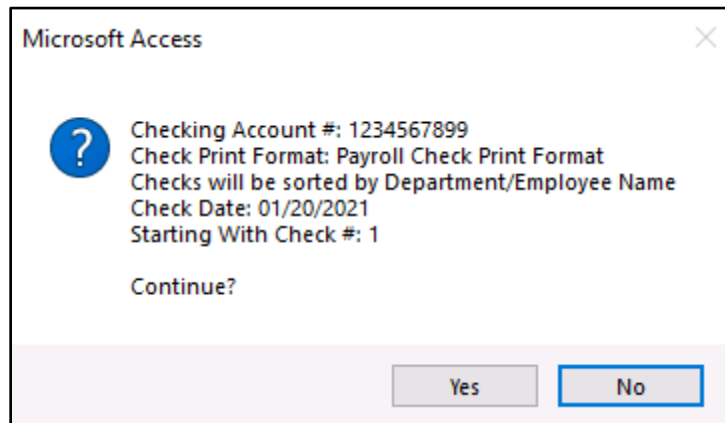 Microsoft Access
?
Checking Account #: 1234567899
Check Print Format: Payroll Check Print Format
Checks will be sorted by Department/Employee Name
Check Date: 01/20/2021
Starting With Check #: 1
Continue?
Yes No